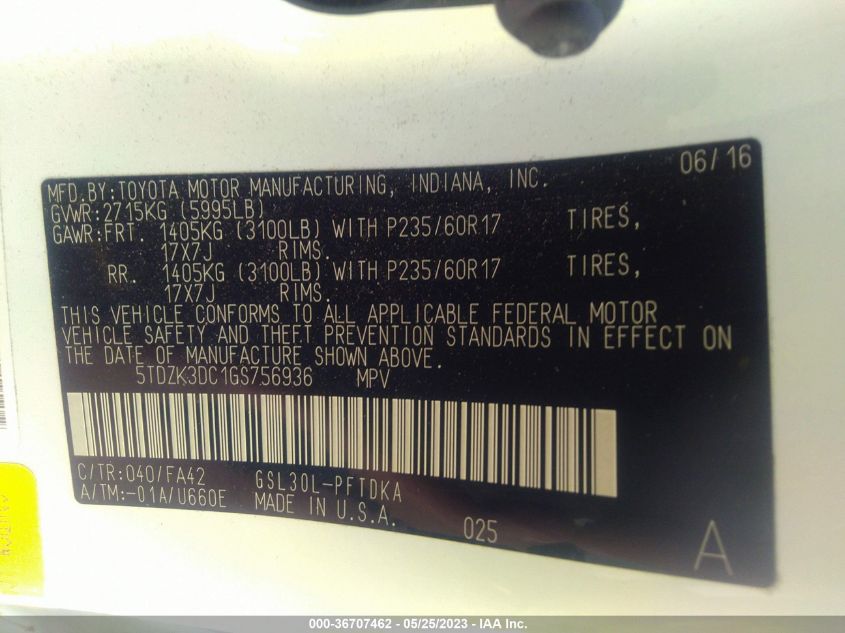 06/16
MFD.BY:TOYOTA MOTOR MANUFACTURING, INDIANA, INC.
GVWR:2715KG (5995LB)
GAWR:FRT. 1405KG (3100LB) WITH P235/60R17 TIRES,
17X7J RIMS.
RR. 1405KG (3100LB) WITH P235/60R17 TIRES,
17X7J RIMS.
THIS VEHICLE CONFORMS TO ALL APPLICABLE FEDERAL MOTOR
VEHICLE SAFETY AND THEFT PREVENTION STANDARDS IN EFFECT ON
THE DATE OF MANUFACTURE SHOWN ABOVE.
5TDZK3DC1GS756936 MPV
C/TR:040/FA42 GSL30L-PFTDKA
A/TM:-01A/U660E MADE IN U.S.A.
025
A
000-36707462 - 05/25/2023 - IAA Inc.